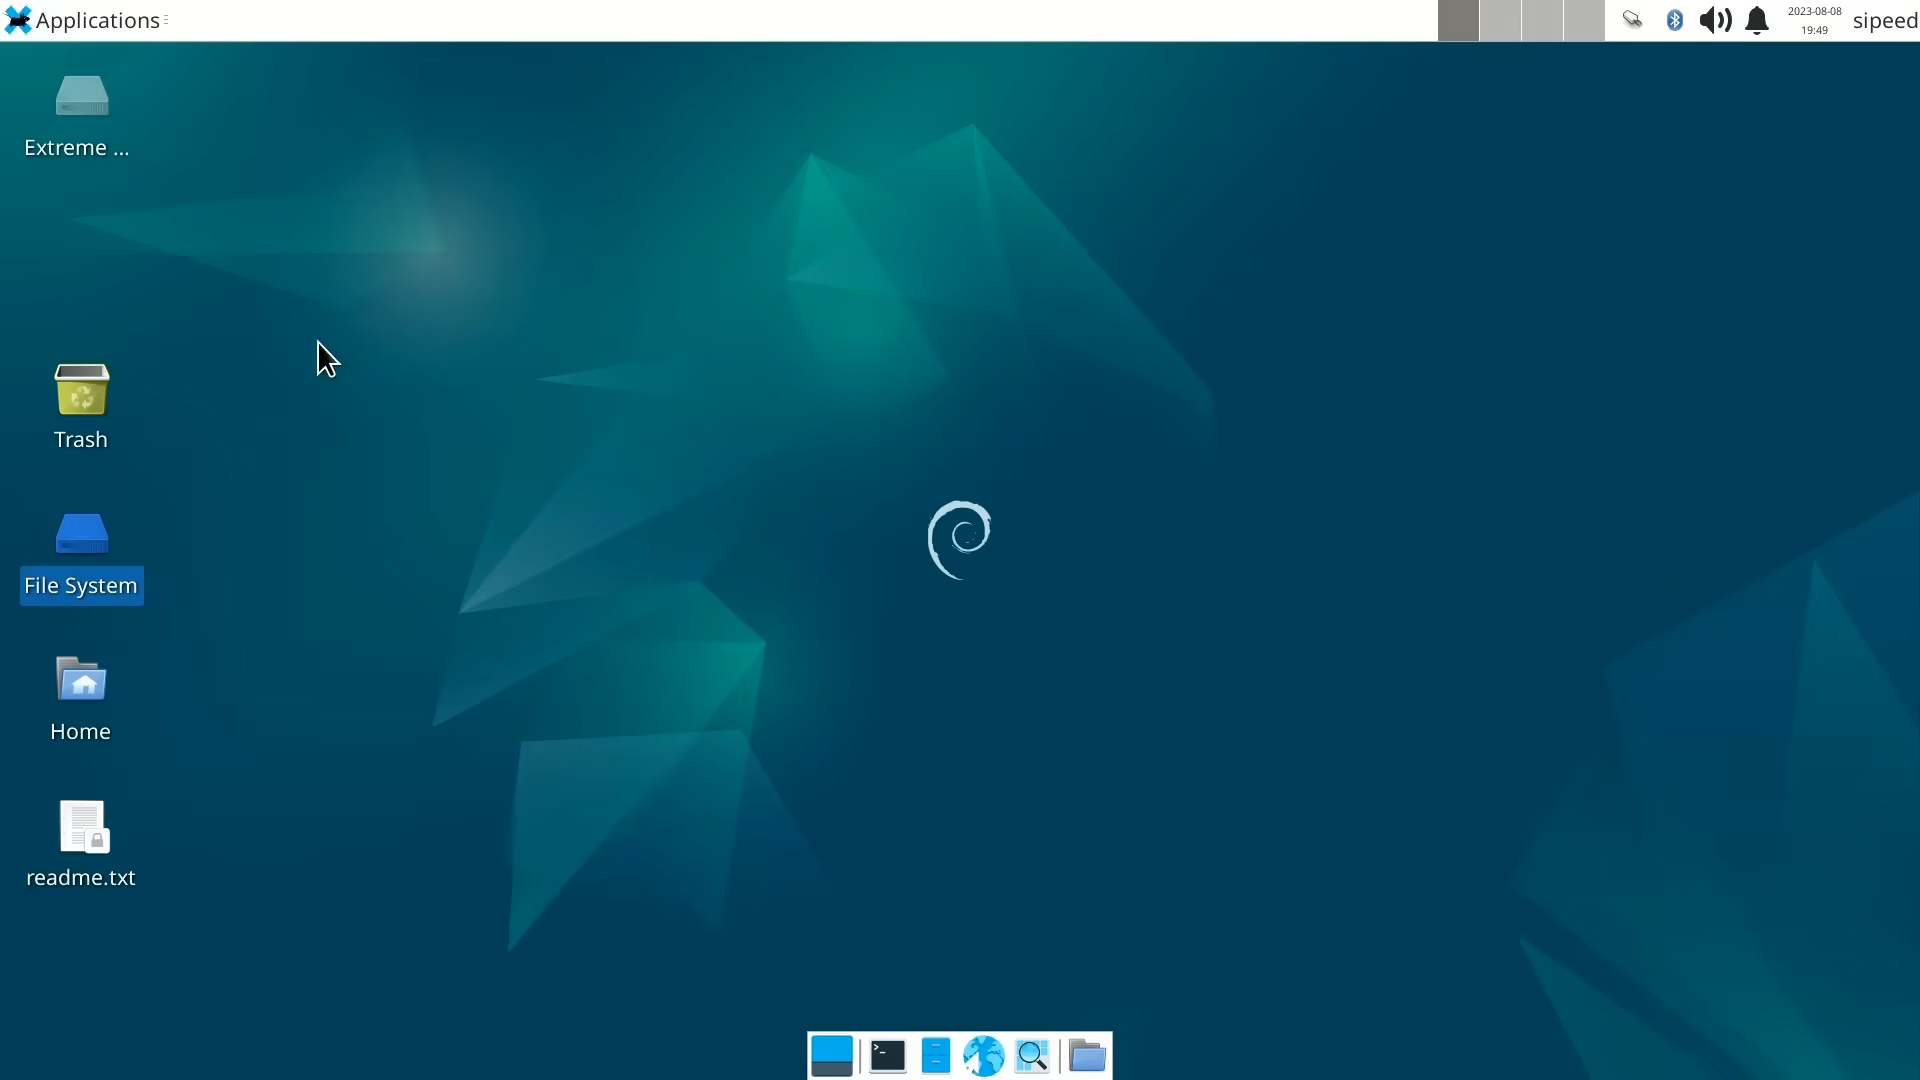 Applications
2023-08-08
19:49
sipeed
Extreme ...
Trash
File System
Home
readme.txt
>_